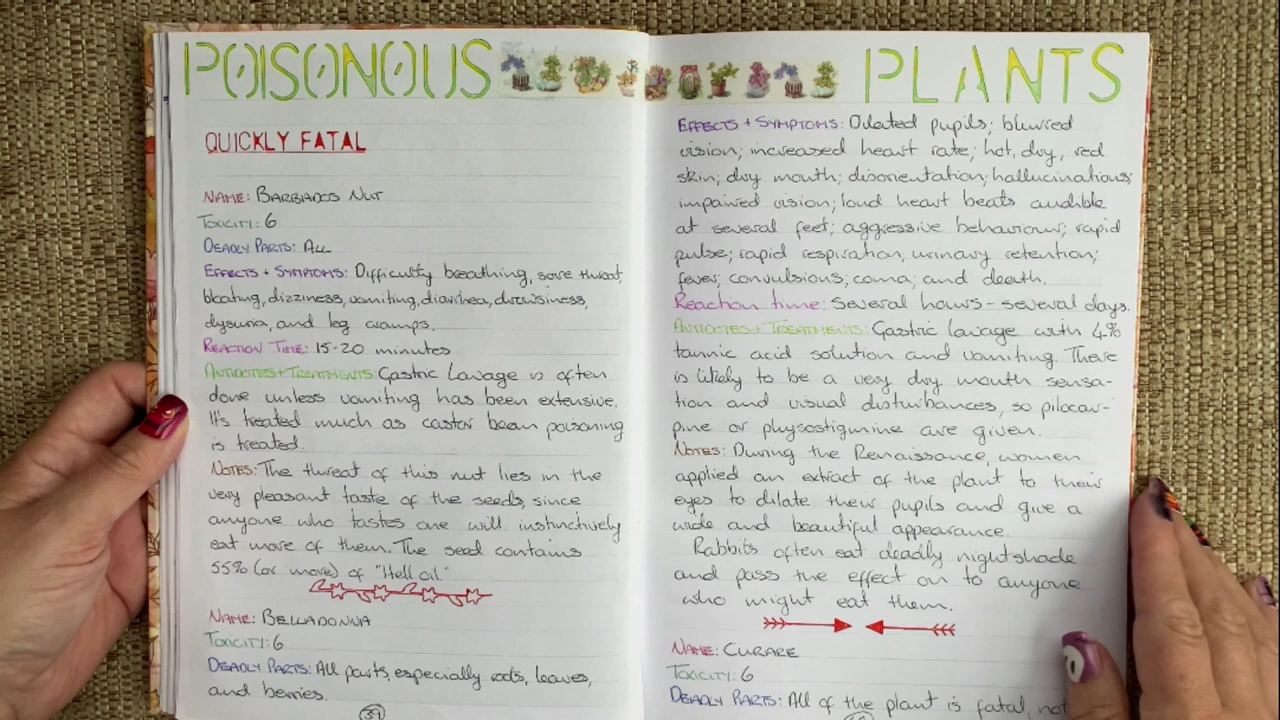 POISONOUS PLANTS
QUICKLY FATAL
NAME: BARBADOS NUT
TOXICITY: 6
DEADLY PARTS: ALL
EFFECTS + SYMPTOMS: Difficulty breathing, sore throat,
bloating, dizziness, vomiting, diarrhea, drowsiness,
dysuria, and leg cramps.
REACTION TIME: 15-20 minutes
ANTIDOTES + TREATMENTS: Gastric lavage is often
done unless vomiting has been extensive.
It's treated much as castor bean poisoning
is treated.
NOTES: The threat of this nut lies in the
very pleasant taste of the seeds, since
anyone who tastes one will instinctively
eat more of them. The seed contains
55% (or more) of "Hell oil"
NAME: BELLADONNA
TOXICITY: 6
DEADLY PARTS: All parts, especially roots, leaves,
and berries.
39
EFFECTS + SYMPTOMS: Dilated pupils; blurred
vision; increased heart rate; hot, dry, red
skin; dry mouth; disorientation; hallucinations;
impaired vision; loud heart beats audible
at several feet; aggressive behaviour; rapid
pulse; rapid respiration, urinary retention;
fever; convulsions; coma; and death.
Reaction time: Several hours - several days.
ANTIDOTES + TREATMENTS: Gastric lavage with 4%
tannic acid solution and vomiting. There
is likely to be a very dry mouth sensa-
tion and visual disturbances, so pilocar-
pine or physostigmine are given.
NOTES: During the Renaissance, women
applied an extract of the plant to their
eyes to dilate their pupils and give a
wide and beautiful appearance.
Rabbits often eat deadly nightshade
and pass the effect on to anyone
who might eat them.
NAME: CURARE
TOXICITY: 6
DEADLY PARTS: All of the plant is fatal, not